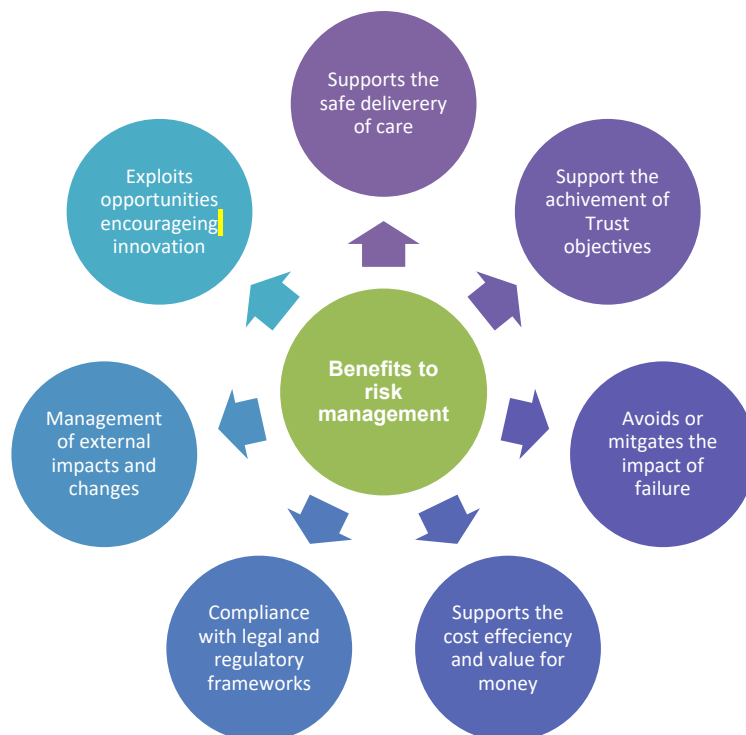 Supports the
safe deliverery
of care
Support the
achivement of
Trust
objectives
Avoids or
mitgates the
impact of
failure
Supports the
cost effeciency
and value for
money
Compliance
with legal and
regulatory
frameworks
Management
of external
impacts and
changes
Exploits
opportunities
encourageing
innovation
Benefits to
risk
management